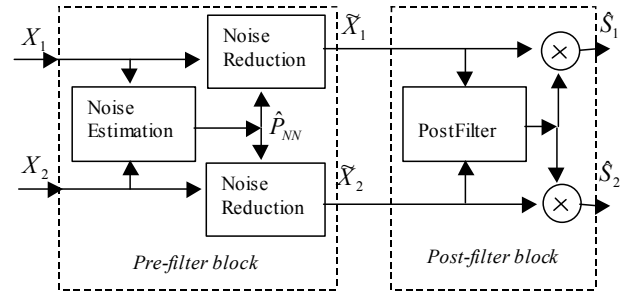 X₁
Noise
Reduction
X̃₁
Ŝ₁
×
Noise
Estimation
P̂_NN
PostFilter
X₂
Noise
Reduction
X̃₂
Ŝ₂
×
Pre-filter block
Post-filter block